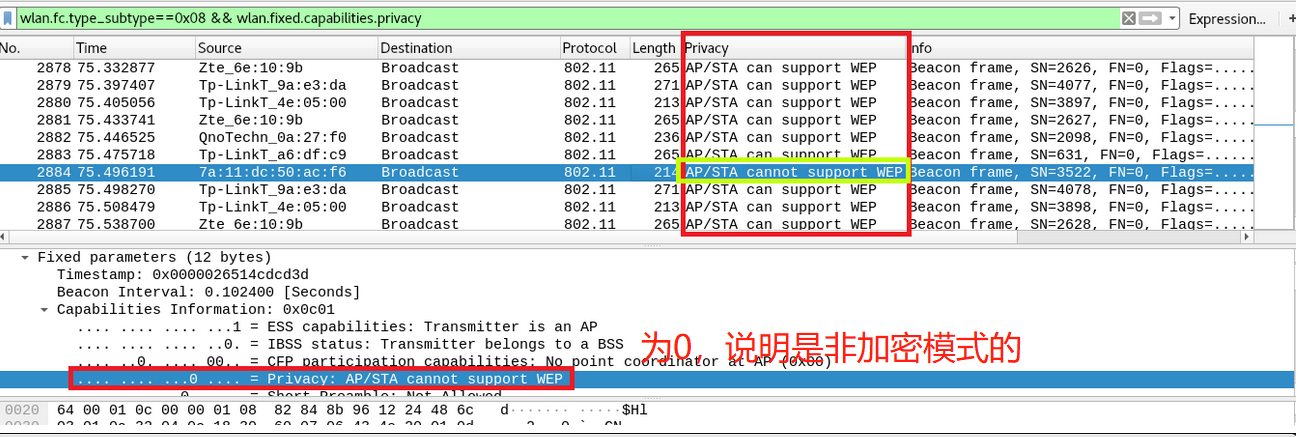 wlan.fc.type_subtype==0x08 && wlan.fixed.capabilities.privacy Expression...
No. Time Source Destination Protocol Length Privacy nfo
2878 75.332877 Zte_6e:10:9b Broadcast 802.11 265 AP/STA can support WEP Beacon frame, SN=2626, FN=0, Flags=.....
2879 75.397407 Tp-LinkT_9a:e3:da Broadcast 802.11 271 AP/STA can support WEP Beacon frame, SN=4077, FN=0, Flags=.....
2880 75.405056 Tp-LinkT_4e:05:00 Broadcast 802.11 213 AP/STA can support WEP Beacon frame, SN=3897, FN=0, Flags=.....
2881 75.433741 Zte_6e:10:9b Broadcast 802.11 265 AP/STA can support WEP Beacon frame, SN=2627, FN=0, Flags=.....
2882 75.446525 QnoTechn_0a:27:f0 Broadcast 802.11 236 AP/STA can support WEP Beacon frame, SN=2098, FN=0, Flags=.....
2883 75.475718 Tp-LinkT_a6:df:c9 Broadcast 802.11 265 AP/STA can support WEP Beacon frame, SN=631, FN=0, Flags=.....
2884 75.496191 7a:11:dc:50:ac:f6 Broadcast 802.11 214 AP/STA cannot support WEP Beacon frame, SN=3522, FN=0, Flags=.....
2885 75.498270 Tp-LinkT_9a:e3:da Broadcast 802.11 271 AP/STA can support WEP Beacon frame, SN=4078, FN=0, Flags=.....
2886 75.508479 Tp-LinkT_4e:05:00 Broadcast 802.11 213 AP/STA can support WEP Beacon frame, SN=3898, FN=0, Flags=.....
2887 75.538700 Zte_6e:10:9b Broadcast 802.11 265 AP/STA can support WEP Beacon frame, SN=2628, FN=0, Flags=.....
Fixed parameters (12 bytes)
Timestamp: 0x0000026514cdcd3d
Beacon Interval: 0.102400 [Seconds]
Capabilities Information: 0x0c01
.... .... .... ...1 = ESS capabilities: Transmitter is an AP
.... .... .... ..0. = IBSS status: Transmitter belongs to a BSS
为0，说明是非加密模式的
.... ..0. .... 00.. = CFP participation capabilities: No point coordinator at AP (0x00)
.... .... ...0 .... = Privacy: AP/STA cannot support WEP
0020 64 00 01 0c 00 00 01 08 82 84 8b 96 12 24 48 6c d······· ·····$Hl